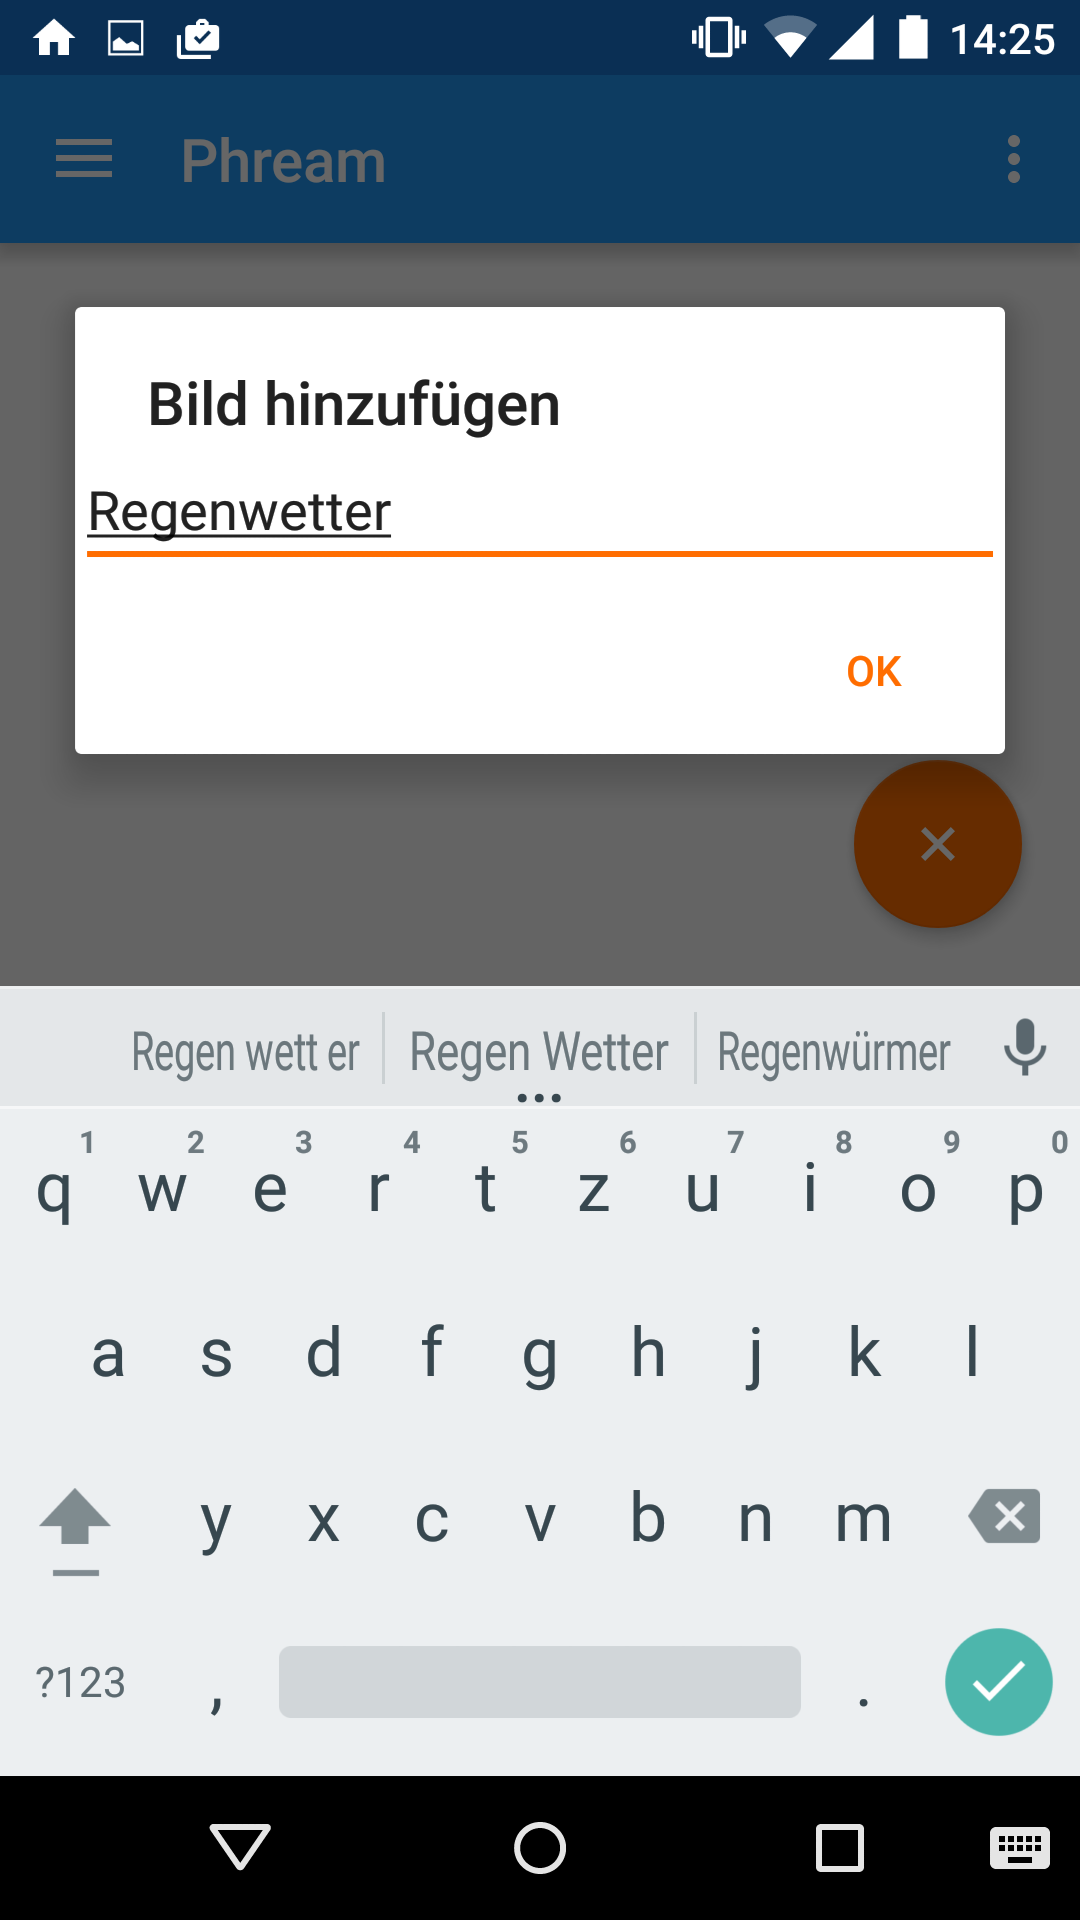 14:25
Phream
Bild hinzufügen
Regenwetter
OK
Regen wett er Regen Wetter Regenwürmer
1 2 3 4 5 6 7 8 9 0
q w e r t z u i o p
a s d f g h j k l
y x c v b n m
?123 , .